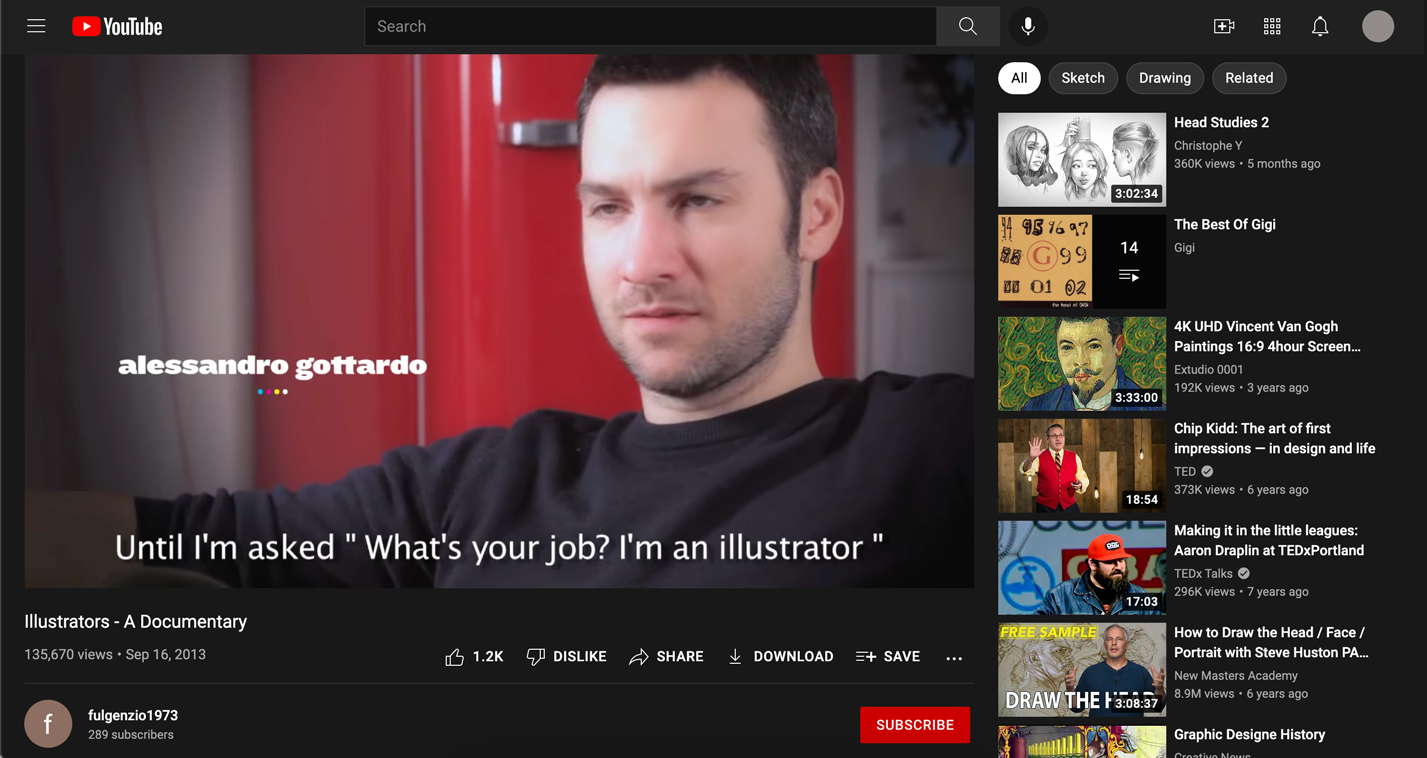 YouTube
Search
All
Sketch
Drawing
Related
alessandro gottardo
Until I'm asked " What's your job? I'm an illustrator "
Illustrators - A Documentary
135,670 views • Sep 16, 2013
1.2K
DISLIKE
SHARE
DOWNLOAD
SAVE
f
fulgenzio1973
289 subscribers
SUBSCRIBE
3:02:34
Head Studies 2
Christophe Y
360K views • 5 months ago
94 95 96 97
G 99
00 01 02
the best of GIGI
14
The Best Of Gigi
Gigi
3:33:00
4K UHD Vincent Van Gogh
Paintings 16:9 4hour Screen...
Extudio 0001
192K views • 3 years ago
18:54
Chip Kidd: The art of first
impressions — in design and life
TED
373K views • 6 years ago
17:03
Making it in the little leagues:
Aaron Draplin at TEDxPortland
TEDx Talks
296K views • 7 years ago
FREE SAMPLE
DRAW THE HEAD
3:08:37
How to Draw the Head / Face /
Portrait with Steve Huston PA...
New Masters Academy
8.9M views • 6 years ago
Graphic Designe History
Creative News